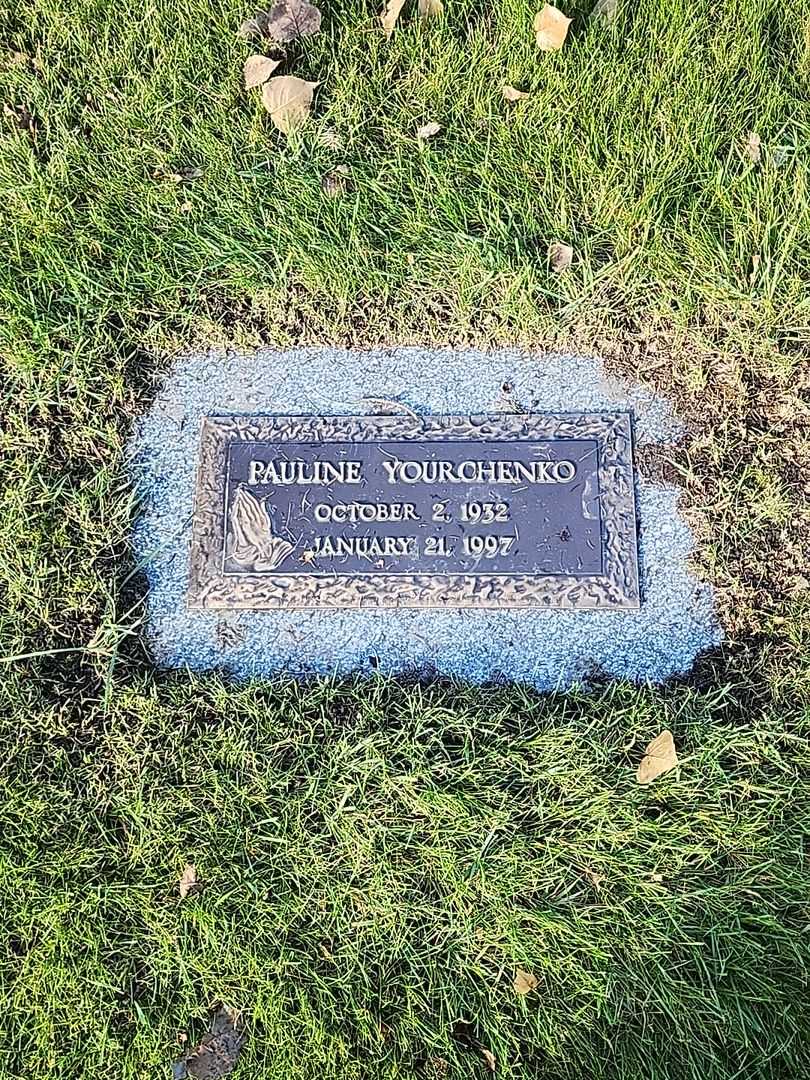 PAULINE YOURCHENKO
OCTOBER 2, 1932
JANUARY 21, 1997